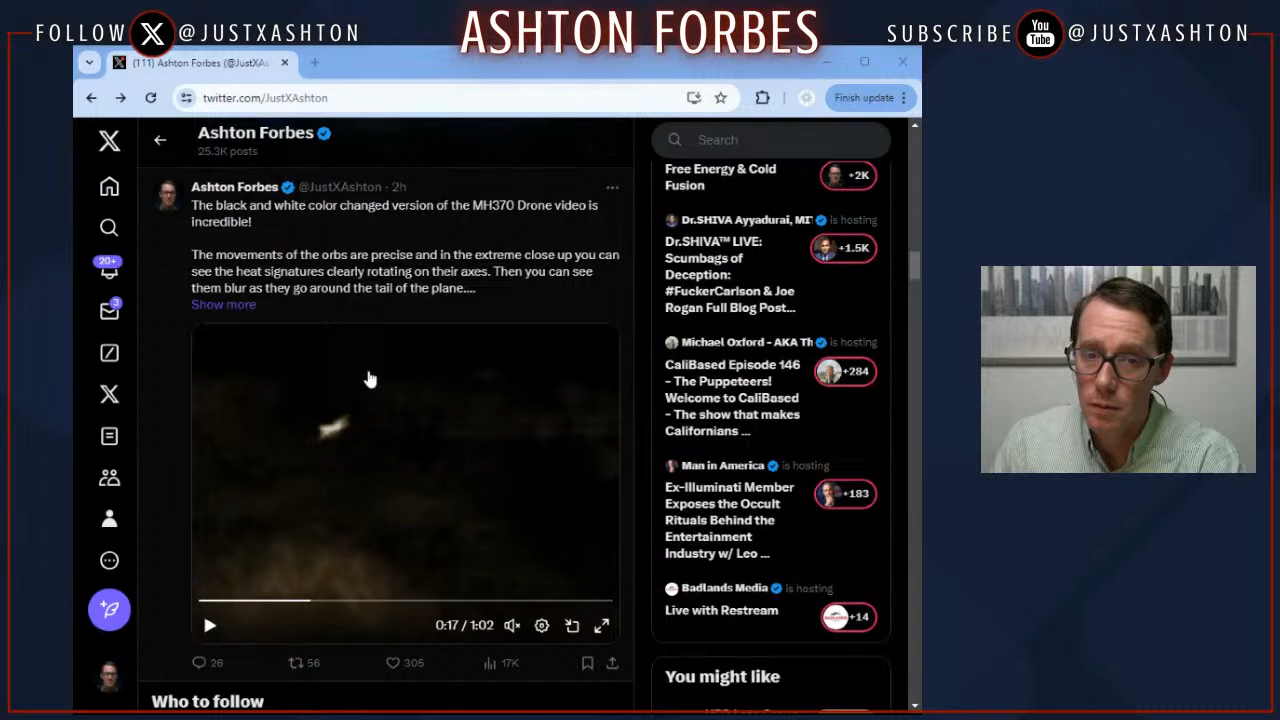 FOLLOW X @JUSTXASHTON
ASHTON FORBES
SUBSCRIBE You Tube @JUSTXASHTON
(111) Ashton Forbes (@JustXAs
twitter.com/JustXAshton
Finish update
Ashton Forbes
25.3K posts
Search
Ashton Forbes @JustXAshton · 2h
The black and white color changed version of the MH370 Drone video is
incredible!
The movements of the orbs are precise and in the extreme close up you can
see the heat signatures clearly rotating on their axes. Then you can see
them blur as they go around the tail of the plane....
Show more
20+
3
0:17 / 1:02
26
56
305
17K
Who to follow
Free Energy & Cold
Fusion
+2K
Dr.SHIVA Ayyadurai, MI is hosting
Dr.SHIVA™ LIVE:
Scumbags of
Deception:
#FuckerCarlson & Joe
Rogan Full Blog Post...
+1.5K
Michael Oxford - AKA Th is hosting
CaliBased Episode 146
- The Puppeteers!
Welcome to CaliBased
- The show that makes
Californians ...
+284
Man in America is hosting
Ex-Illuminati Member
Exposes the Occult
Rituals Behind the
Entertainment
Industry w/ Leo ...
+183
Badlands Media is hosting
Live with Restream
+14
You might like